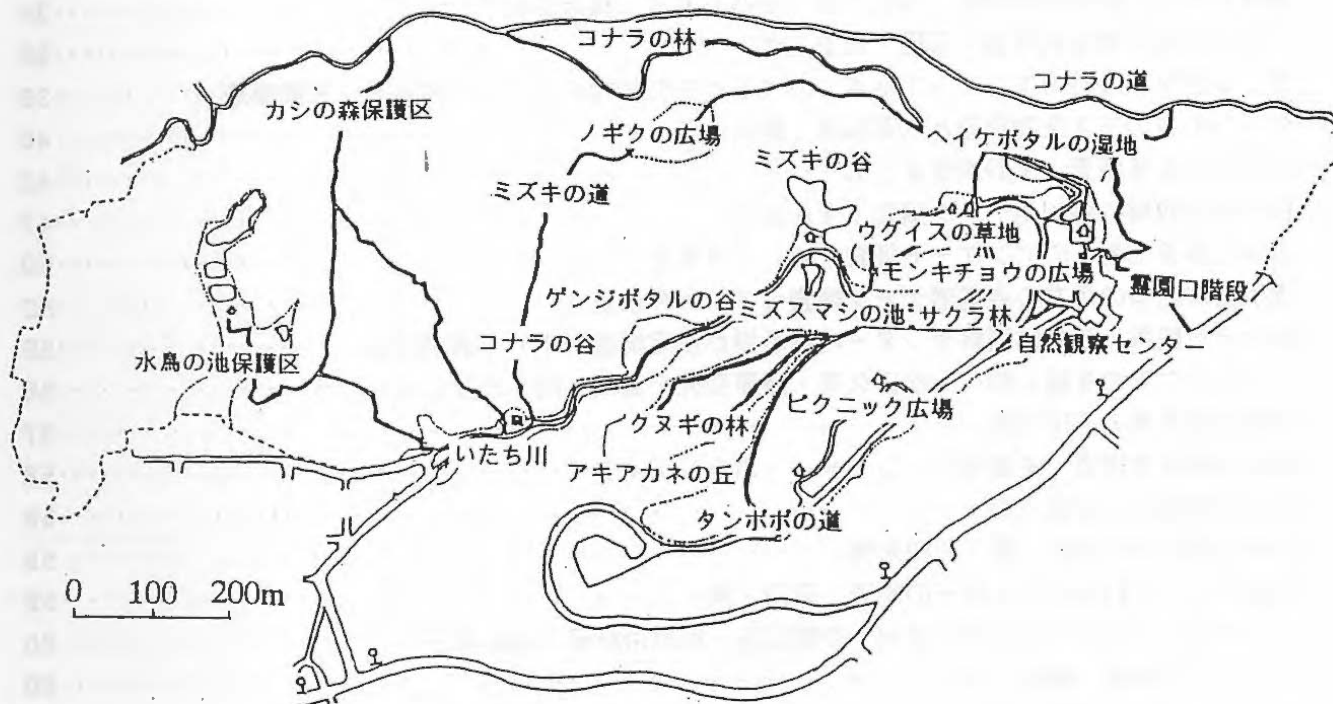 コナラの林
コナラの道
カシの森保護区
ノギクの広場
イケボタルの湿地
ミズキの谷
ミズキの道
ウグイスの草地
モンキチョウの広場
霊園口階段
ゲンジボタルの谷
ミズスマシの池
サクラ林
コナラの谷
自然観察センター
水鳥の池保護区
ピクニック広場
クヌギの林
いたち川
アキアカネの丘
タンポポの道
0 100 200m